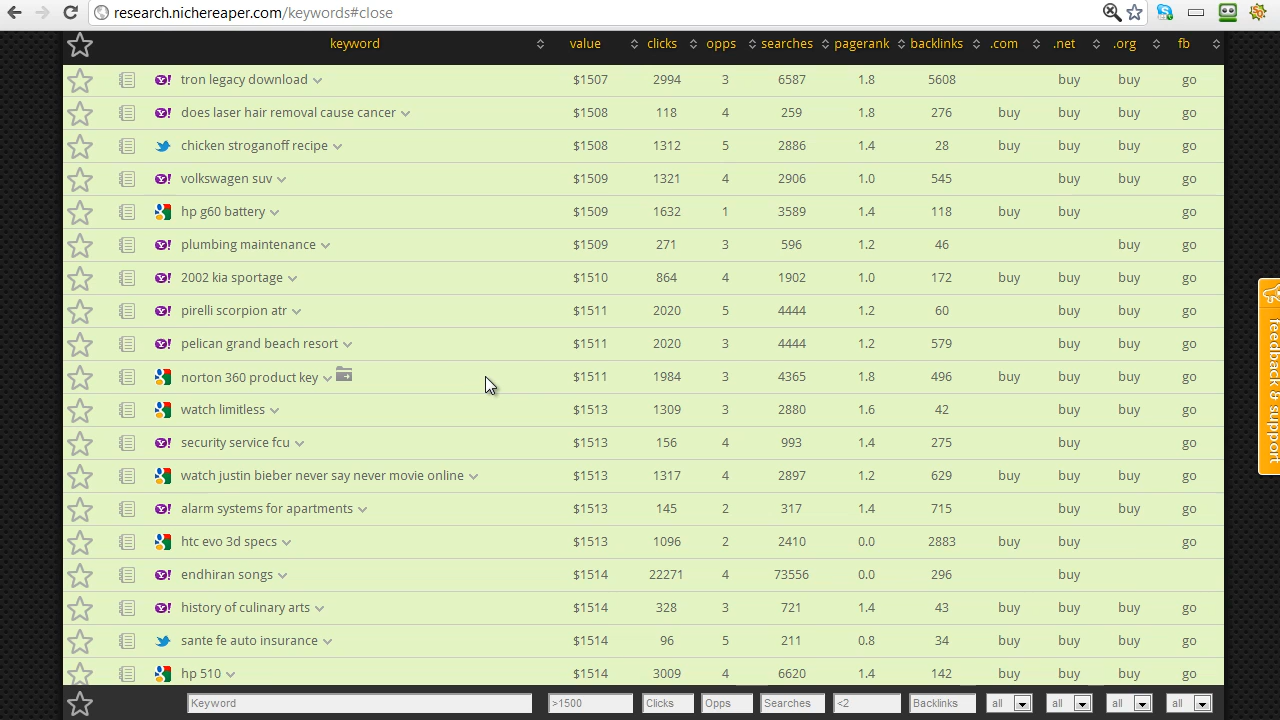 research.nichereaper.com/keywords#close
keyword value clicks opps searches pagerank backlinks .com .net .org fb
Y! tron legacy download $1507 2994 3 6587 1.8 5608 buy buy go
Y! does laser hair removal cause cancer $1508 118 4 259 1.8 276 buy buy buy go
chicken stroganoff recipe $1508 1312 5 2886 1.4 28 buy buy buy go
Y! volkswagen suv $1509 1321 4 2906 1.0 545 buy buy go
hp g60 battery $1509 1632 1 3589 1.4 118 buy buy go
Y! plumbing maintenance $1509 271 3 596 1.2 46 buy go
Y! 2002 kia sportage $1510 864 4 1902 1.0 172 buy buy buy go
Y! pirelli scorpion atr $1511 2020 5 4444 1.2 60 buy buy go
Y! pelican grand beach resort $1511 2020 3 4444 1.2 579 buy buy go
norton 360 product key $1511 1984 3 4365 1.8 496 buy buy buy go
watch limitless $1513 1309 3 2880 1.6 42 buy buy go
Y! security service fcu $1513 156 4 993 1.4 275 buy go
watch justin bieber never say never movie online $1513 1317 4 2897 1.2 629 buy buy buy go
Y! alarm systems for apartments $1513 145 2 317 1.4 715 buy buy go
htc evo 3d specs $1513 1096 2 2410 0.0 2883 buy buy go
Y! endhiran songs $1514 22271 4 73556 0.0 296 buy
Y! history of culinary arts $1514 328 3 721 1.4 43 buy buy buy go
sante fe auto insurance $1514 96 5 211 0.8 34 buy buy buy go
hp 510 $1514 3009 4 6620 1.4 142 buy buy buy go
Keyword >1500 Clicks Opps Searches <2 Backlinks all all all all
feedback & support